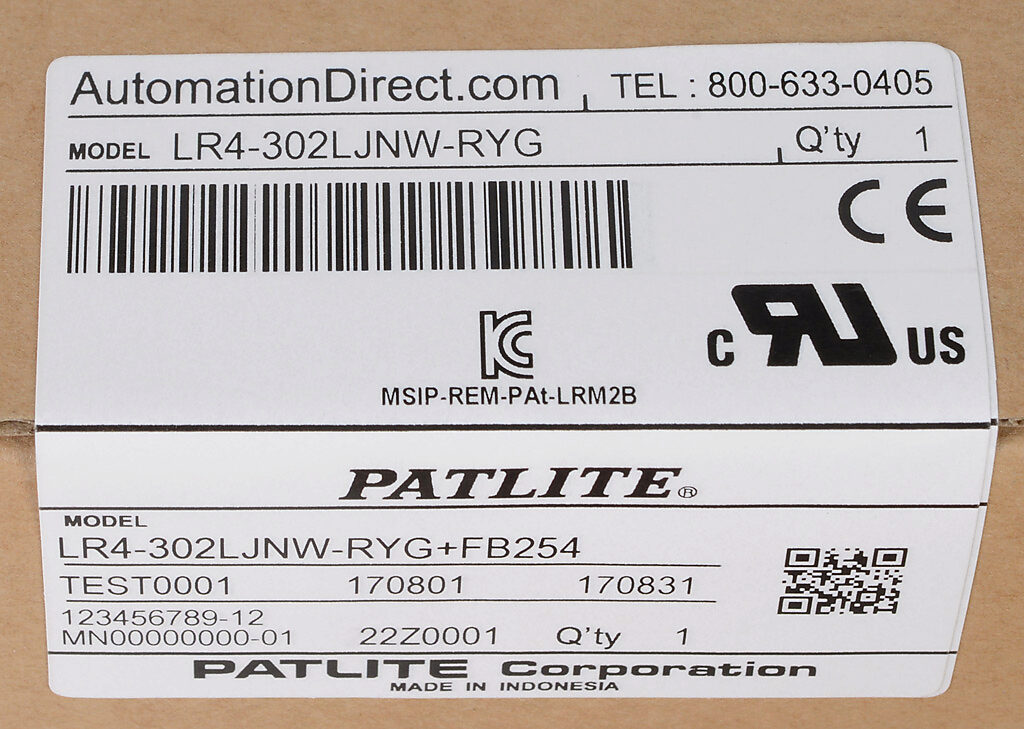 AutomationDirect.com TEL : 800-633-0405
MODEL LR4-302LJNW-RYG Q'ty 1
CE
c RU US
KC
MSIP-REM-PAt-LRM2B
PATLITE®
MODEL
LR4-302LJNW-RYG+FB254
TEST0001 170801 170831
123456789-12
MN00000000-01 22Z0001 Q'ty 1
PATLITE Corporation
MADE IN INDONESIA